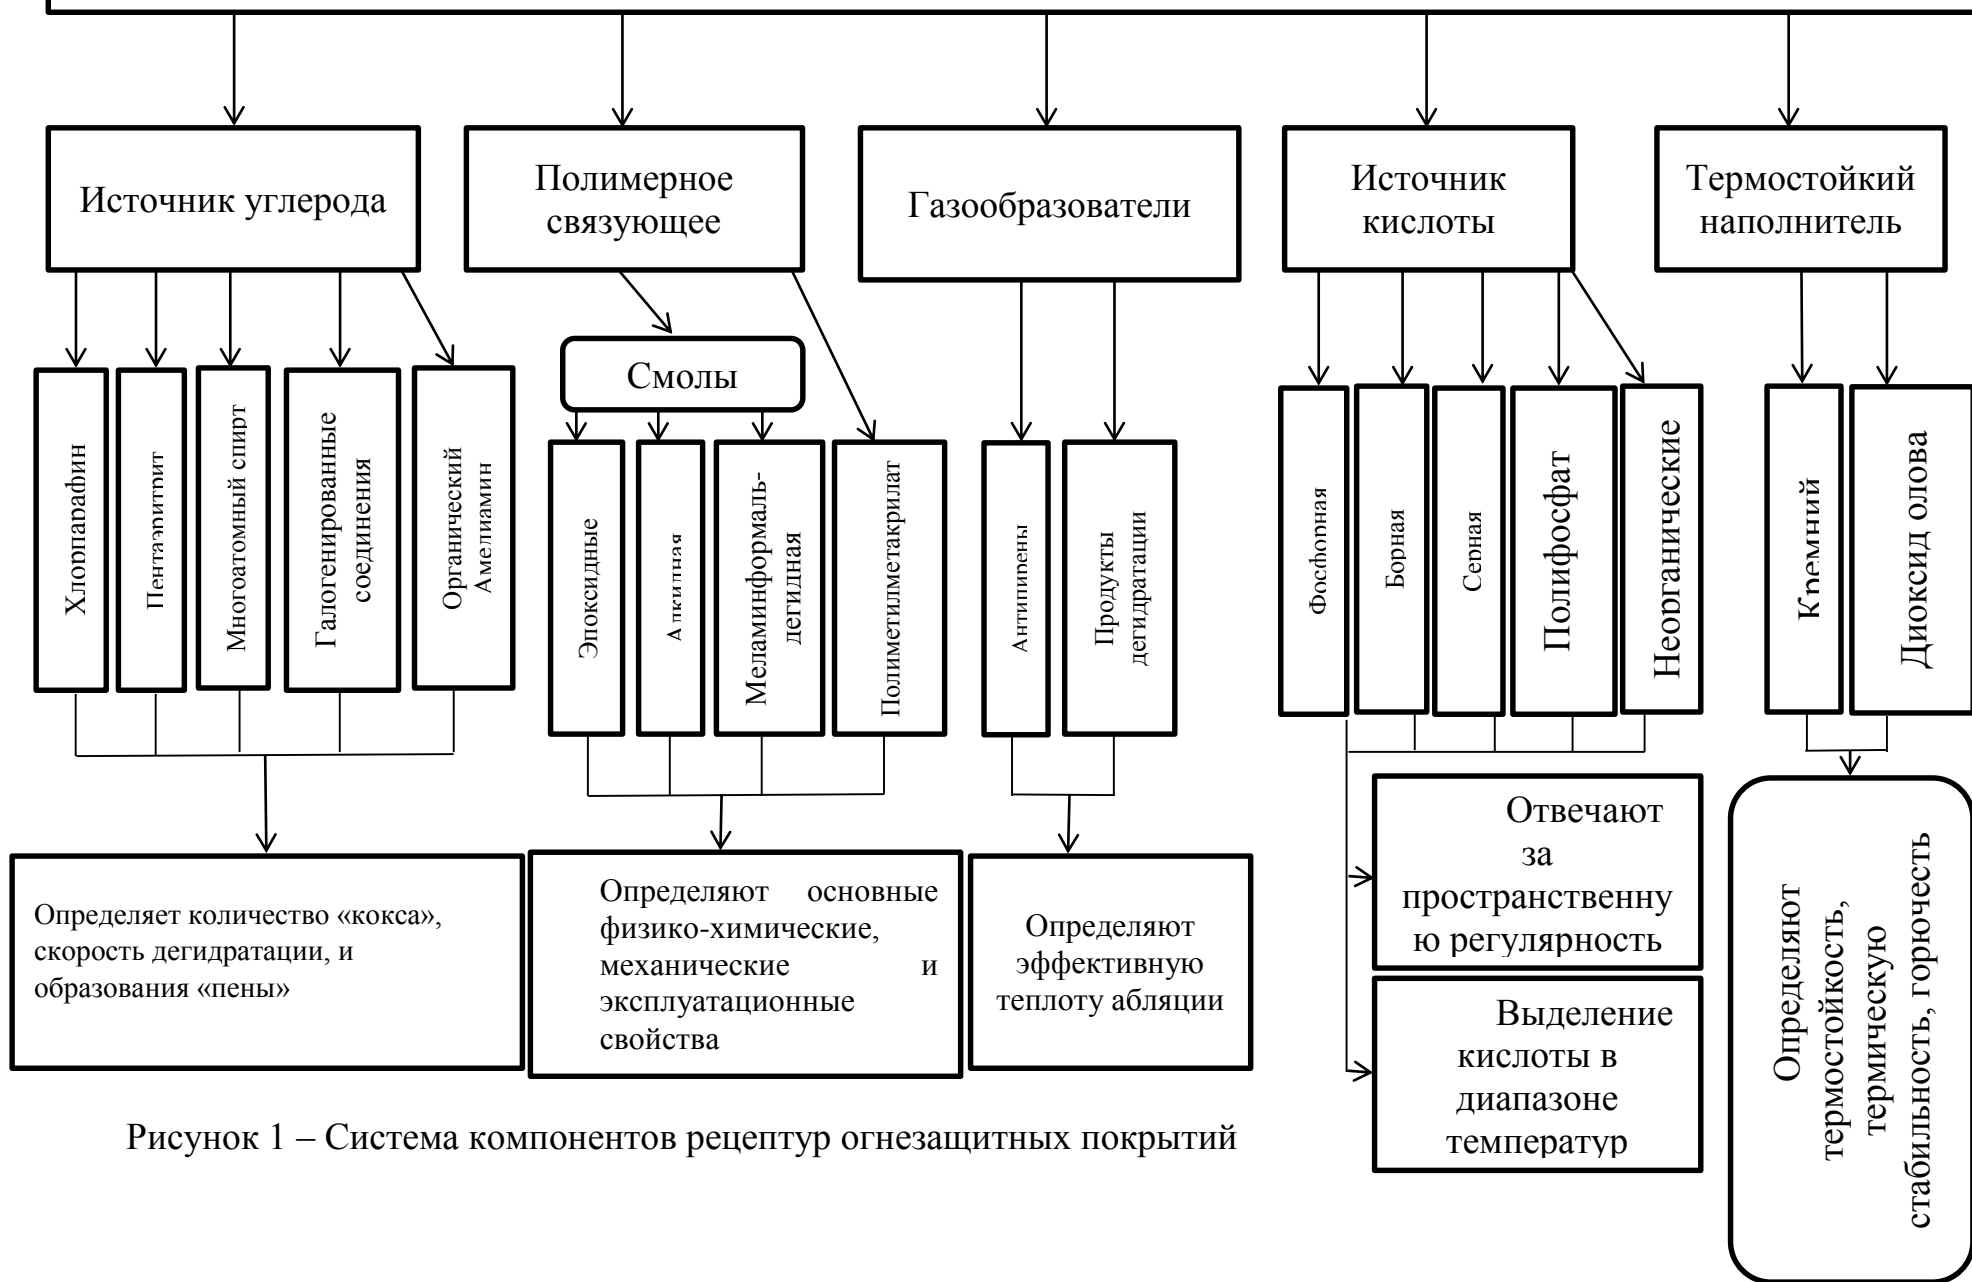 Источник углерода
Полимерное
связующее
Газообразователи
Источник
кислоты
Термостойкий
наполнитель
Смолы
Хлопарафин
Пентаэритрит
Многоатомный спирт
Галогенированные
соединения
Органический
Амелиамин
Эпоксидные
Алкидная
Меламинформаль-
дегидная
Полиметилметакрилат
Антипирены
Продукты
дегидратации
Фосфорная
Борная
Серная
Полифосфат
Неорганические
Кремний
Диоксид олова
Определяет количество «кокса»,
скорость дегидратации, и
образования «пены»
Определяют основные
физико-химические,
механические и
эксплуатационные
свойства
Определяют
эффективную
теплоту абляции
Отвечают
за
пространственну
ю регулярность
Выделение
кислоты в
диапазоне
температур
Определяют
термостойкость,
термическую
стабильность, горючесть
Рисунок 1 – Система компонентов рецептур огнезащитных покрытий